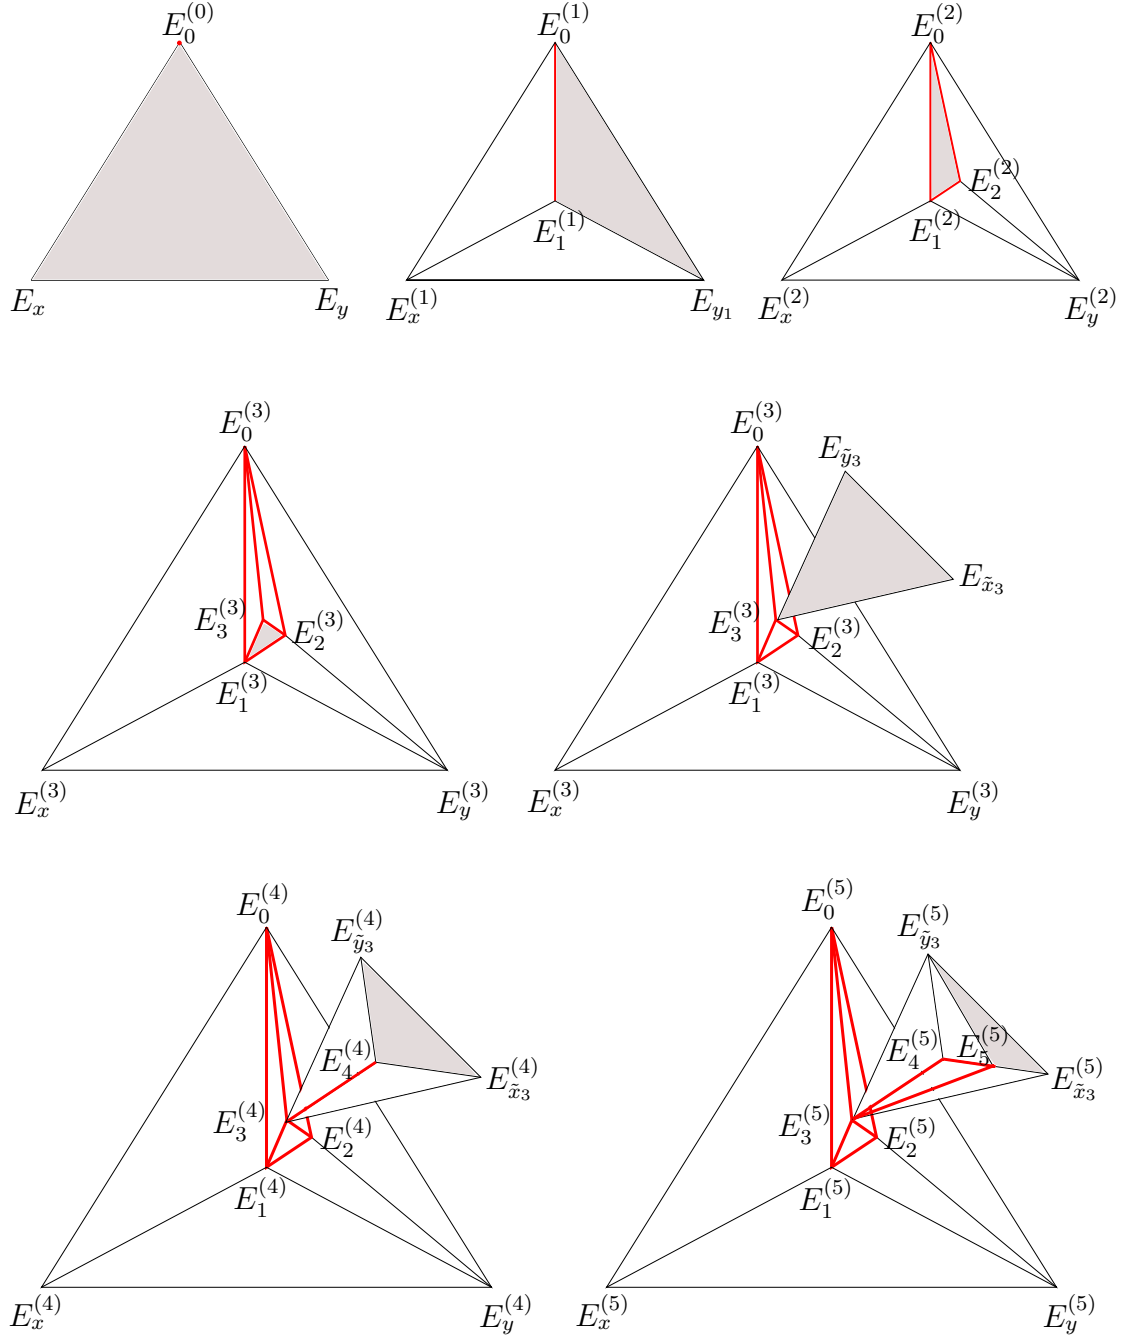 E_0^{(0)} E_0^{(1)} E_0^{(2)}
E_2^{(2)}
E_1^{(1)} E_1^{(2)}
E_x E_y E_x^{(1)} E_{y_1} E_x^{(2)} E_y^{(2)}
E_0^{(3)} E_0^{(3)} E_{\tilde{y}_3}
E_{\tilde{x}_3}
E_3^{(3)} E_2^{(3)} E_3^{(3)} E_2^{(3)}
E_1^{(3)} E_1^{(3)}
E_x^{(3)} E_y^{(3)} E_x^{(3)} E_y^{(3)}
E_0^{(4)} E_{\tilde{y}_3}^{(4)} E_0^{(5)} E_{\tilde{y}_3}^{(5)}
E_4^{(4)} E_{\tilde{x}_3}^{(4)} E_4^{(5)} E_5^{(5)} E_{\tilde{x}_3}^{(5)}
E_3^{(4)} E_2^{(4)} E_3^{(5)} E_2^{(5)}
E_1^{(4)} E_1^{(5)}
E_x^{(4)} E_y^{(4)} E_x^{(5)} E_y^{(5)}